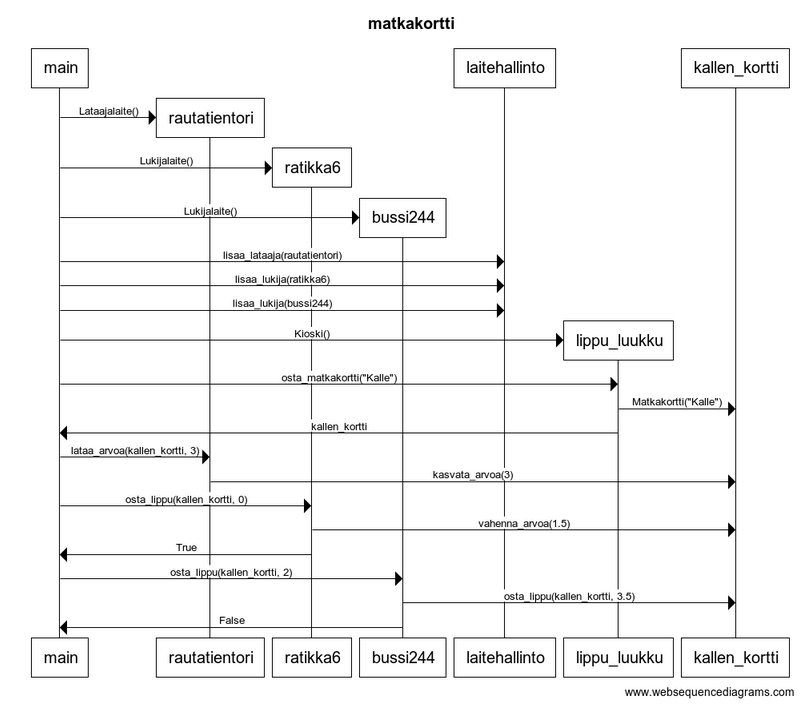 matkakortti
main
laitehallinto
kallen_kortti
Lataajalaite()
rautatientori
Lukijalaite()
ratikka6
Lukijalaite()
bussi244
lisaa_lataaja(rautatientori)
lisaa_lukija(ratikka6)
lisaa_lukija(bussi244)
Kioski()
lippu_luukku
osta_matkakortti("Kalle")
Matkakortti("Kalle")
kallen_kortti
lataa_arvoa(kallen_kortti, 3)
kasvata_arvoa(3)
osta_lippu(kallen_kortti, 0)
vahenna_arvoa(1.5)
True
osta_lippu(kallen_kortti, 2)
osta_lippu(kallen_kortti, 3.5)
False
main
rautatientori
ratikka6
bussi244
laitehallinto
lippu_luukku
kallen_kortti
www.websequencediagrams.com